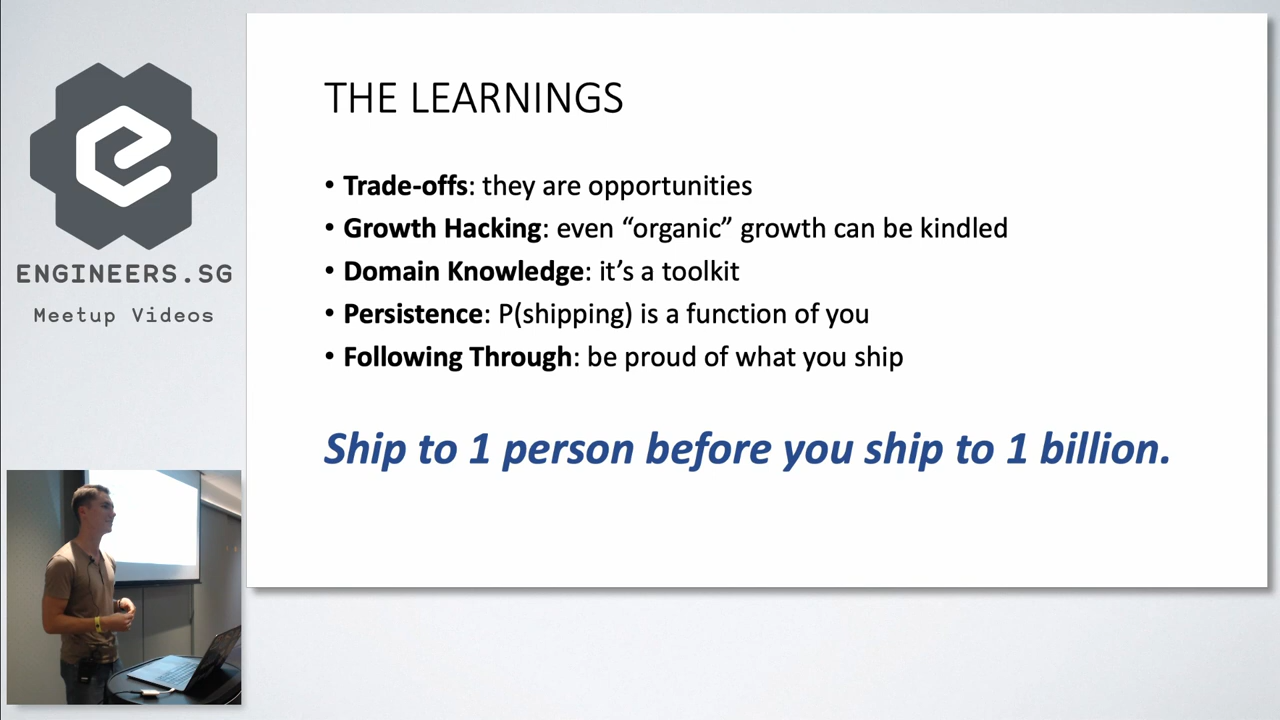 ENGINEERS.SG
Meetup Videos
THE LEARNINGS
• Trade-offs: they are opportunities
• Growth Hacking: even “organic” growth can be kindled
• Domain Knowledge: it’s a toolkit
• Persistence: P(shipping) is a function of you
• Following Through: be proud of what you ship
Ship to 1 person before you ship to 1 billion.